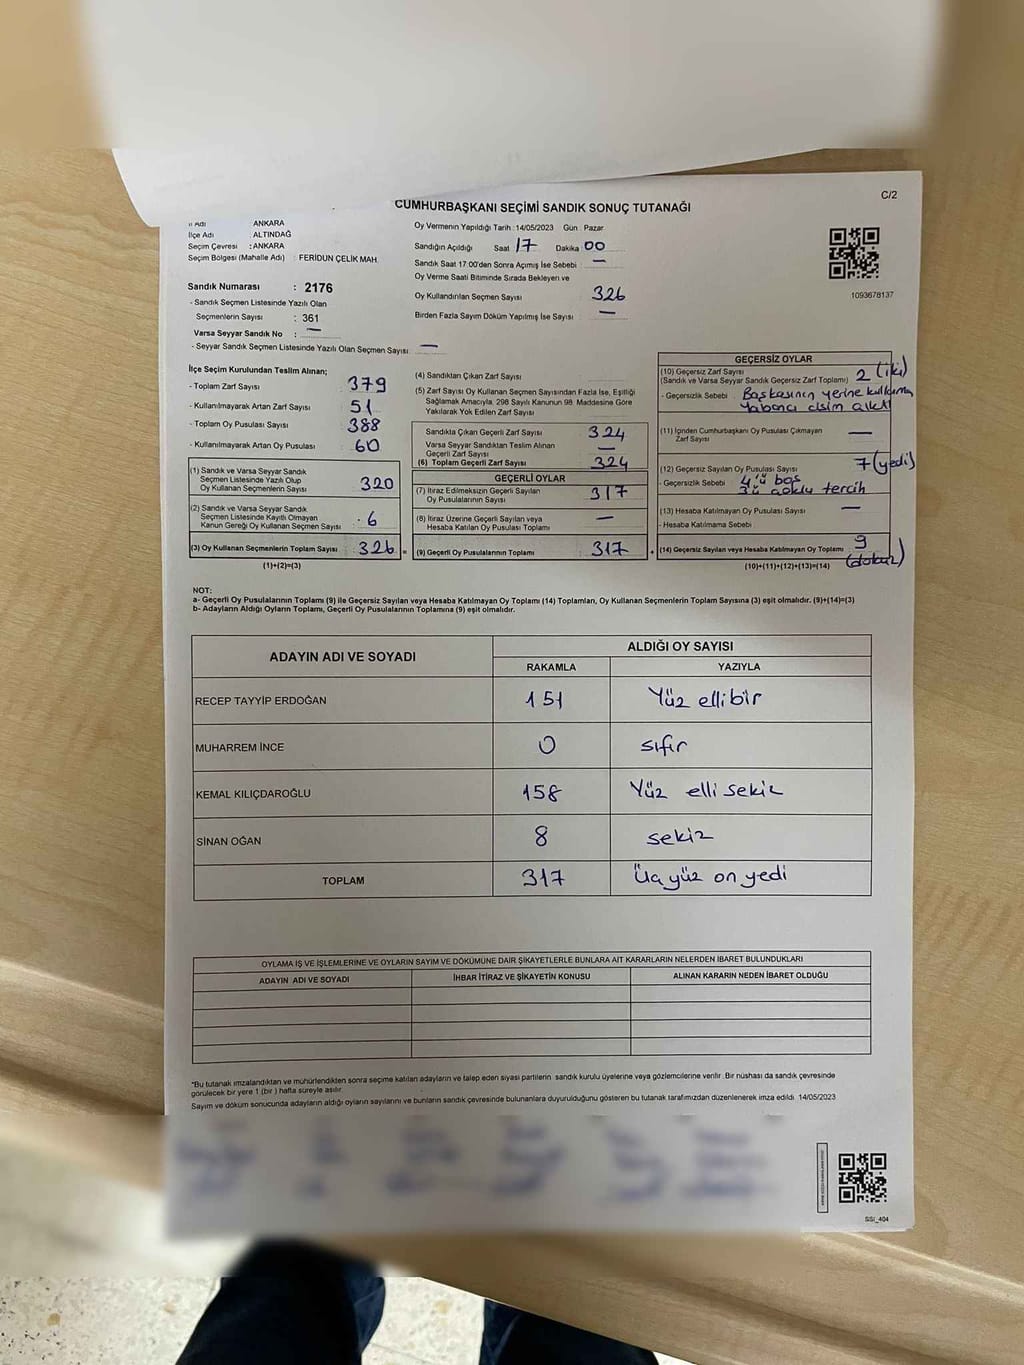 C/2
CUMHURBAŞKANI SEÇİMİ SANDIK SONUÇ TUTANAĞI
İl Adı ANKARA
İlçe Adı ALTINDAĞ
Seçim Çevresi : ANKARA
Seçim Bölgesi (Mahalle Adı) : FERİDUN ÇELİK MAH.
Sandık Numarası : 2176
- Sandık Seçmen Listesinde Yazılı Olan
Seçmenlerin Sayısı : 361
Varsa Seyyar Sandık No : —
- Seyyar Sandık Seçmen Listesinde Yazılı Olan Seçmen Sayısı —
Oy Vermenin Yapıldığı Tarih : 14/05/2023 Gün : Pazar
Sandığın Açıldığı Saat 17 Dakika 00
Sandık Saat 17:00'den Sonra Açımış İse Sebebi —
Oy Verme Saati Bitiminde Sırada Bekleyen ve
Oy Kullandırılan Seçmen Sayısı 326
Birden Fazla Sayım Döküm Yapılmış İse Sayısı —
1093678137
İlçe Seçim Kurulundan Teslim Alınan;
- Toplam Zarf Sayısı 379
- Kullanılmayarak Artan Zarf Sayısı 51
- Toplam Oy Pusulası Sayısı 388
- Kullanılmayarak Artan Oy Pusulası 60
(1) Sandık ve Varsa Seyyar Sandık
Seçmen Listesinde Yazılı Olup
Oy Kullanan Seçmenlerin Sayısı 320
(2) Sandık ve Varsa Seyyar Sandık
Seçmen Listesinde Kayıtlı Olmayan
Kanun Gereği Oy Kullanan Seçmen Sayısı 6
(3) Oy Kullanan Seçmenlerin Toplam Sayısı 326 =
(1)+(2)=(3)
(4) Sandıktan Çıkan Zarf Sayısı
(5) Zarf Sayısı Oy Kullanan Seçmen Sayısından Fazla İse, Eşitliği
Sağlamak Amacıyla, 298 Sayılı Kanunun 98. Maddesine Göre
Yakılarak Yok Edilen Zarf Sayısı
Sandıkta Çıkan Geçerli Zarf Sayısı 324
Varsa Seyyar Sandıktan Teslim Alınan
Geçerli Zarf Sayısı —
(6) Toplam Geçerli Zarf Sayısı 324
GEÇERLİ OYLAR
(7) İtiraz Edilmeksizin Geçerli Sayılan
Oy Pusulalarının Sayısı 317
(8) İtiraz Üzerine Geçerli Sayılan veya
Hesaba Katılan Oy Pusulası Toplamı —
(9) Geçerli Oy Pusulalarının Toplamı 317 +
GEÇERSİZ OYLAR
(10) Geçersiz Zarf Sayısı
(Sandık ve Varsa Seyyar Sandık Geçersiz Zarf Toplamı) 2 (iki)
- Geçersizlik Sebebi Başkasının yerine kullanma
Yabancı cisim
(11) İçinden Cumhurbaşkanı Oy Pusulası Çıkmayan
Zarf Sayısı —
(12) Geçersiz Sayılan Oy Pusulası Sayısı 7 (yedi)
- Geçersizlik Sebebi 4'ü boş
3'ü çoklu tercih
(13) Hesaba Katılmayan Oy Pusulası Sayısı —
- Hesaba Katılmama Sebebi
(14) Geçersiz Sayılan veya Hesaba Katılmayan Oy Toplamı 9
(dokuz)
(10)+(11)+(12)+(13)=(14)
NOT:
a- Geçerli Oy Pusulalarının Toplamı (9) ile Geçersiz Sayılan veya Hesaba Katılmayan Oy Toplamı (14) Toplamları, Oy Kullanan Seçmenlerin Toplam Sayısına (3) eşit olmalıdır. (9)+(14)=(3)
b- Adayların Aldığı Oyların Toplamı, Geçerli Oy Pusulalarının Toplamına (9) eşit olmalıdır.
ADAYIN ADI VE SOYADI ALDIĞI OY SAYISI
RAKAMLA YAZIYLA
RECEP TAYYİP ERDOĞAN 151 Yüz ellibir
MUHARREM İNCE 0 sıfır
KEMAL KILIÇDAROĞLU 158 Yüz elli sekiz
SİNAN OĞAN 8 sekiz
TOPLAM 317 Üçyüz on yedi
OYLAMA İŞ VE İŞLEMLERİNE VE OYLARIN SAYIM VE DÖKÜMÜNE DAİR ŞİKAYETLERLE BUNLARA AİT KARARLARIN NELERDEN İBARET BULUNDUKLARI
ADAYIN ADI VE SOYADI İHBAR İTİRAZ VE ŞİKAYETİN KONUSU ALINAN KARARIN NEDEN İBARET OLDUĞU
*Bu tutanak imzalandıktan ve mühürlendikten sonra seçime katılan adayların ve talep eden siyasi partilerin sandık kurulu üyelerine veya gözlemcilerine verilir. Bir nüshası da sandık çevresinde
görülecek bir yere 1 (bir ) hafta süreyle asılır.
Sayım ve döküm sonucunda adayların aldığı oyların sayılarını ve bunların sandık çevresinde bulunanlara duyurulduğunu gösteren bu tutanak tarafımızdan düzenlenerek imza edildi. 14/05/2023
SSI_404